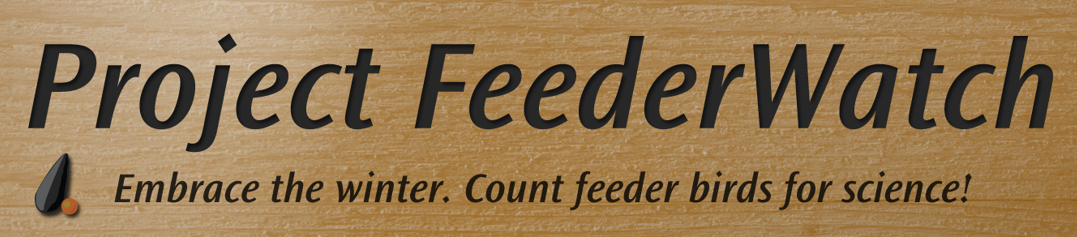 Project FeederWatch
Embrace the winter. Count feeder birds for science!